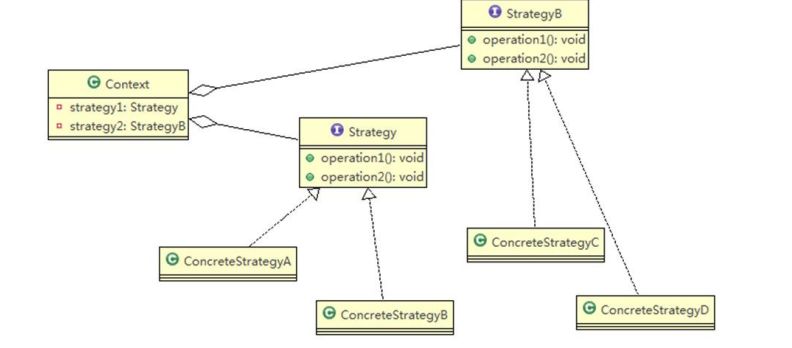 StrategyB
operation1(): void
operation2(): void
Context
strategy1: Strategy
strategy2: StrategyB
Strategy
operation1(): void
operation2(): void
ConcreteStrategyA
ConcreteStrategyB
ConcreteStrategyC
ConcreteStrategyD